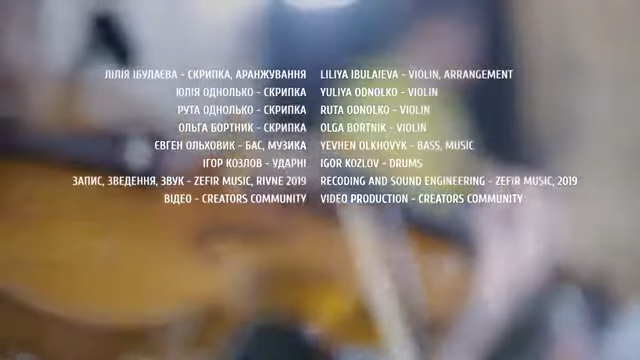 ЛІЛІЯ ІБУЛАЄВА - СКРИПКА, АРАНЖУВАННЯ LILIYA IBULAIEVA - VIOLIN, ARRANGEMENT
ЮЛІЯ ОДНОЛЬКО - СКРИПКА YULIYA ODNOLKO - VIOLIN
РУТА ОДНОЛЬКО - СКРИПКА RUTA ODNOLKO - VIOLIN
ОЛЬГА БОРТНИК - СКРИПКА OLGA BORTNIK - VIOLIN
ЄВГЕН ОЛЬХОВИК - БАС, МУЗИКА YEVHEN OLKHOVYK - BASS, MUSIC
ІГОР КОЗЛОВ - УДАРНІ IGOR KOZLOV - DRUMS
ЗАПИС, ЗВЕДЕННЯ, ЗВУК - ZEFIR MUSIC, RIVNE 2019 RECODING AND SOUND ENGINEERING - ZEFIR MUSIC, 2019
ВІДЕО - CREATORS COMMUNITY VIDEO PRODUCTION - CREATORS COMMUNITY